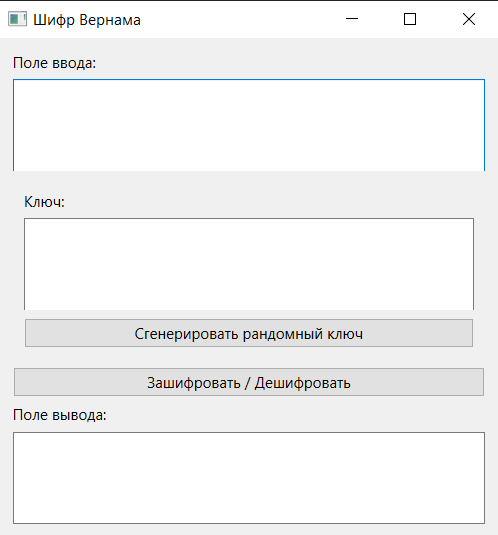 Шифр Вернама
Поле ввода:
Ключ:
Сгенерировать рандомный ключ
Зашифровать / Дешифровать
Поле вывода: